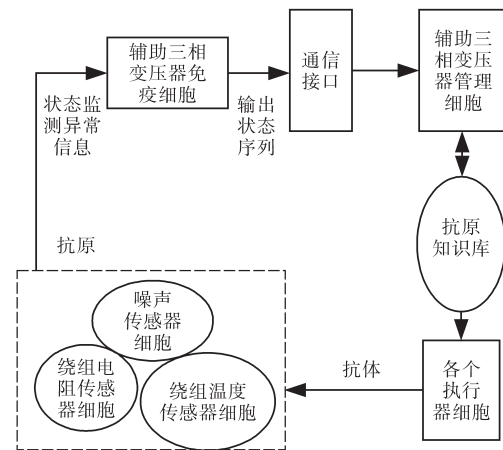 辅助三相
变压器免
疫细胞
通信
接口
辅助三
相变压
器管理
细胞
状态监
测异常
信息
输出
状态
序列
抗原
抗原
知识库
噪声
传感器
细胞
绕组电
阻传感
器细胞
绕组温度
传感器细胞
抗体
各个
执行
器细胞